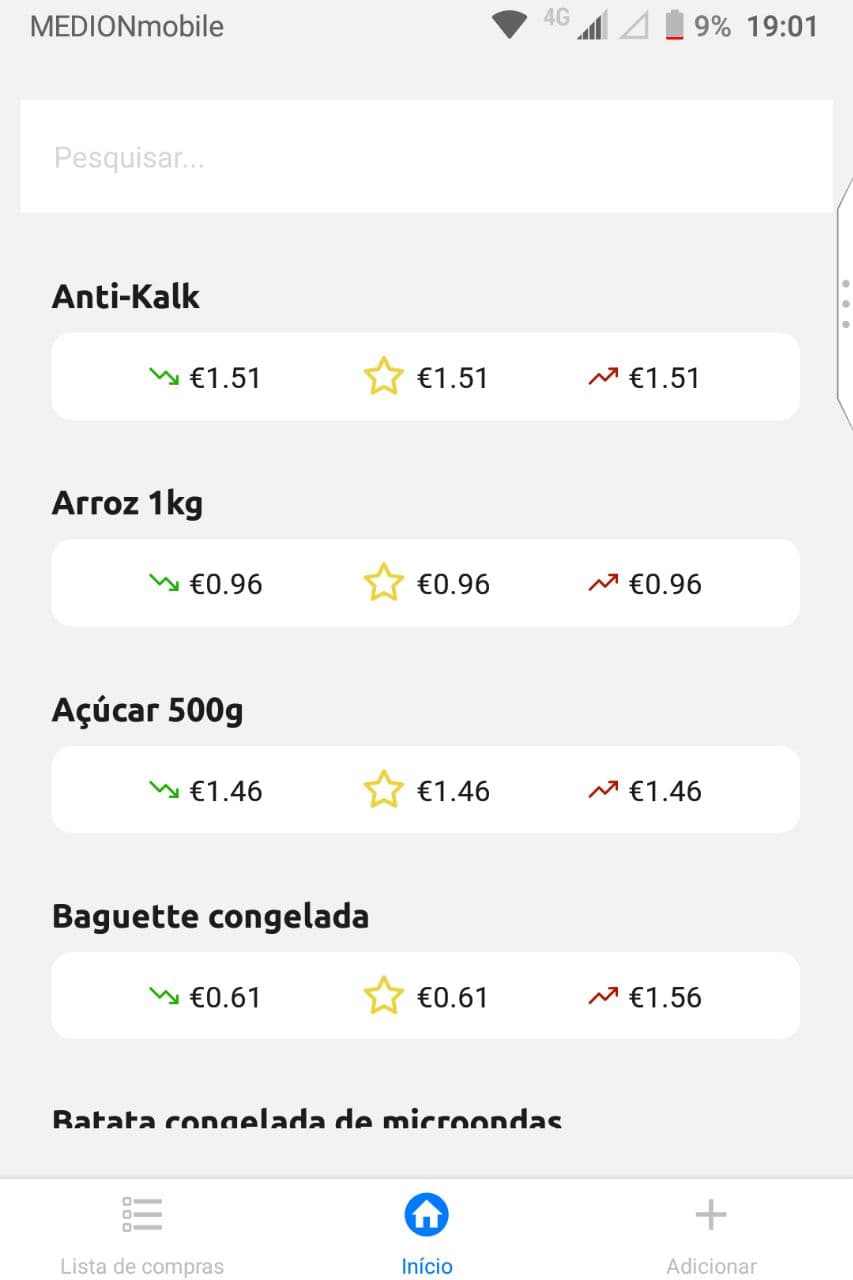 MEDIONmobile 4G 9% 19:01
Pesquisar...
Anti-Kalk
€1.51 €1.51 €1.51
Arroz 1kg
€0.96 €0.96 €0.96
Açúcar 500g
€1.46 €1.46 €1.46
Baguette congelada
€0.61 €0.61 €1.56
Batata congelada de microondas
Lista de compras Início Adicionar